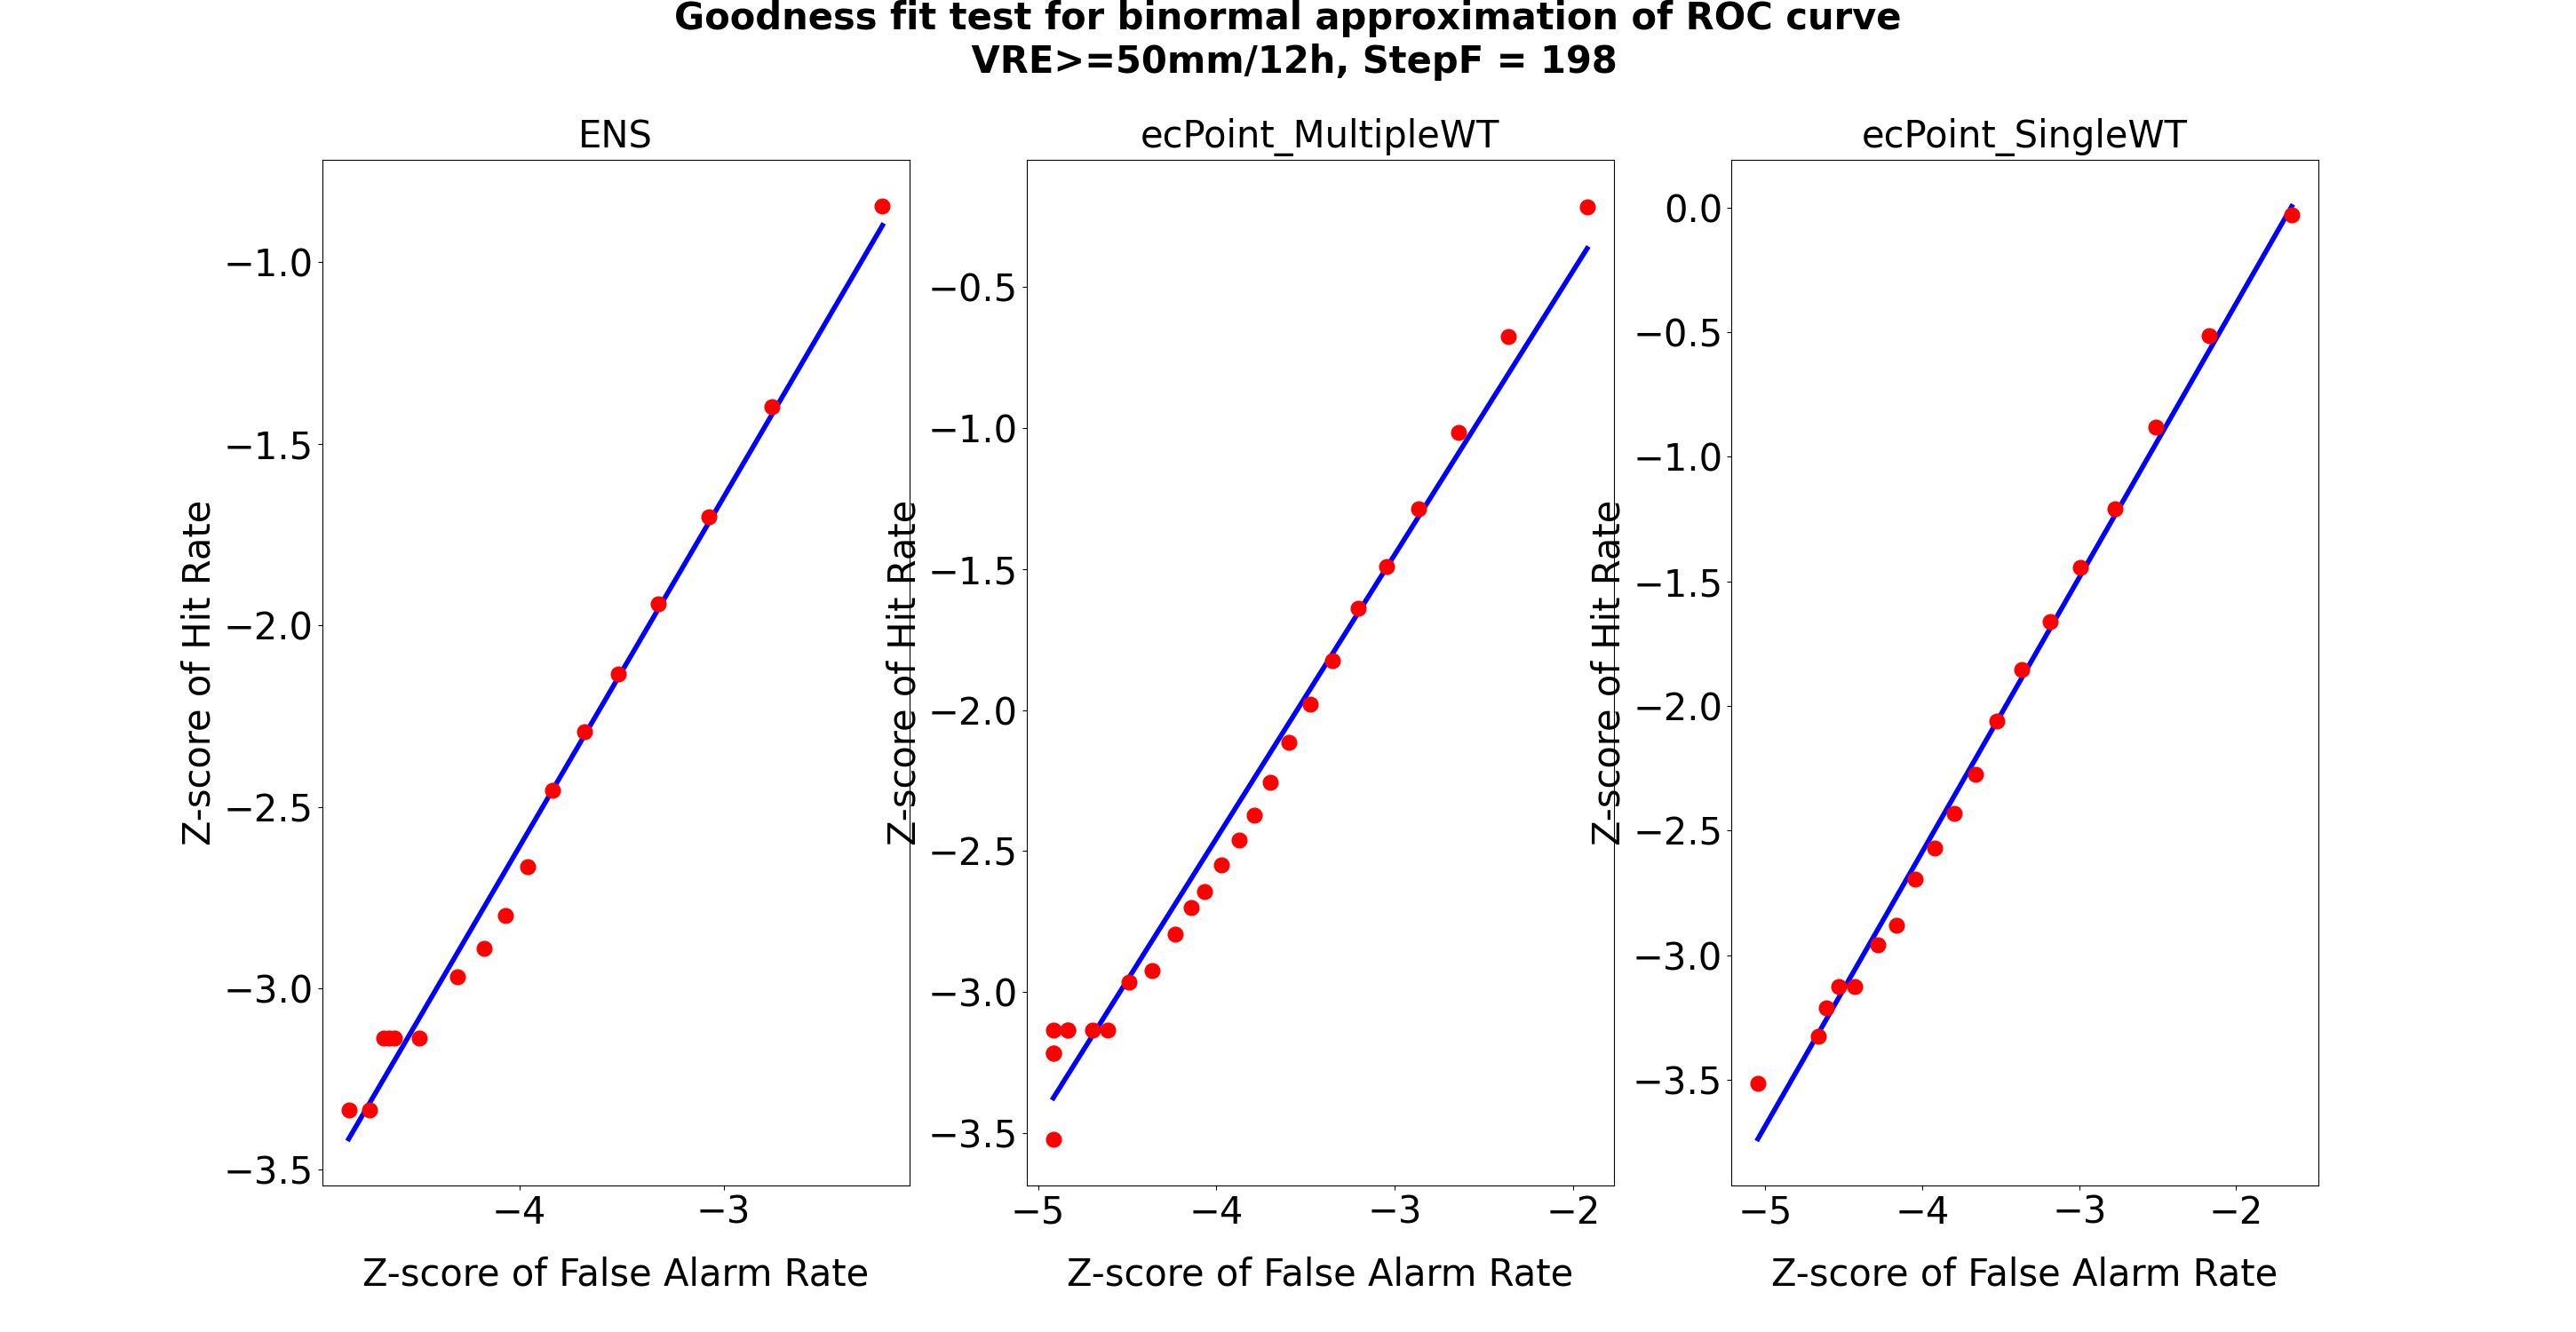 Goodness fit test for binormal approximation of ROC curve
VRE>=50mm/12h, StepF = 198
ENS
−1.0
−1.5
−2.0
−2.5
−3.0
−3.5
Z-score of Hit Rate
−4
−3
Z-score of False Alarm Rate
ecPoint_MultipleWT
−0.5
−1.0
−1.5
−2.0
−2.5
−3.0
−3.5
Z-score of Hit Rate
−5
−4
−3
−2
Z-score of False Alarm Rate
ecPoint_SingleWT
0.0
−0.5
−1.0
−1.5
−2.0
−2.5
−3.0
−3.5
Z-score of Hit Rate
−5
−4
−3
−2
Z-score of False Alarm Rate